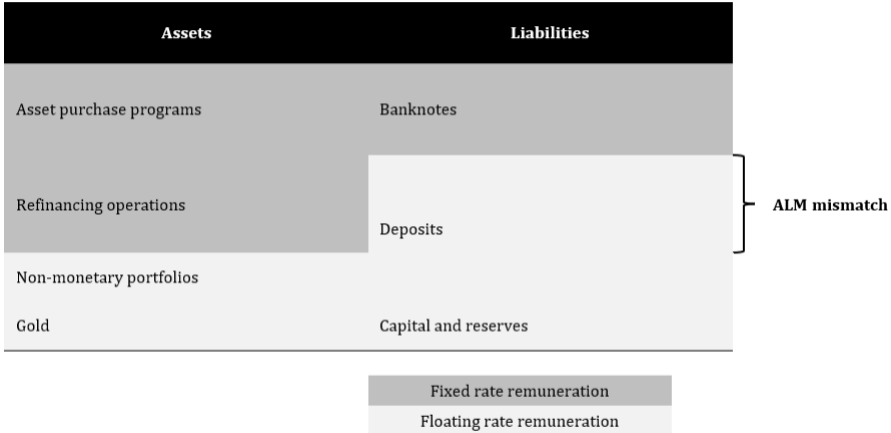 Assets
Liabilities
Asset purchase programs
Banknotes
Refinancing operations
Deposits
ALM mismatch
Non-monetary portfolios
Gold
Capital and reserves
Fixed rate remuneration
Floating rate remuneration